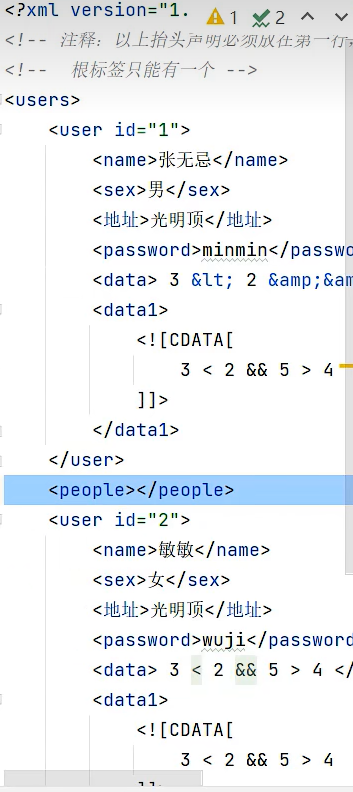 <?xml version="1. 1 2
<!-- 注释：以上抬头声明必须放在第一行，
<!-- 根标签只能有一个 -->
<users>
<user id="1">
<name>张无忌</name>
<sex>男</sex>
<地址>光明顶</地址>
<password>minmin</passwo
<data> 3 &lt; 2 &amp;&am
<data1>
<![CDATA[
3 < 2 && 5 > 4
]]>
</data1>
</user>
<people></people>
<user id="2">
<name>敏敏</name>
<sex>女</sex>
<地址>光明顶</地址>
<password>wuji</password
<data> 3 < 2 && 5 > 4 </
<data1>
<![CDATA[
3 < 2 && 5 > 4
]]>